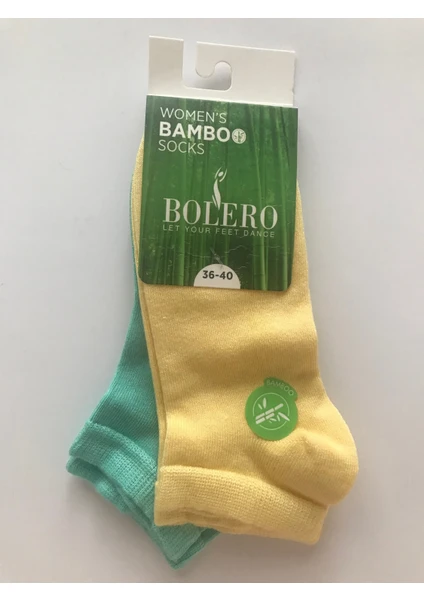 WOMEN'S
BAMBOO
SOCKS
BOLERO
LET YOUR FEET DANCE
36-40
BAMBOO